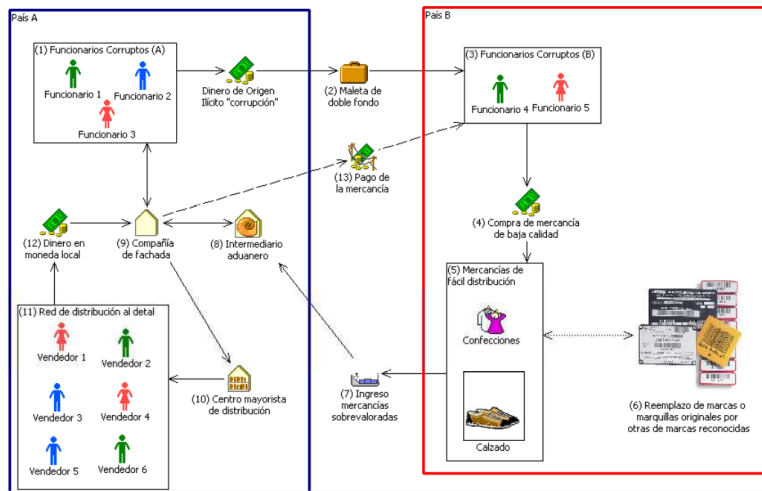 País A
(1) Funcionarios Corruptos (A)
Funcionario 1
Funcionario 2
Funcionario 3
Dinero de Origen
Ilícito "corrupción"
(2) Maleta de
doble fondo
País B
(3) Funcionarios Corruptos (B)
Funcionario 4
Funcionario 5
(13) Pago de
la mercancía
(4) Compra de mercancía
de baja calidad
(12) Dinero en
moneda local
(9) Compañía
de fachada
(8) Intermediario
aduanero
(5) Mercancías de
fácil distribución
Confecciones
Calzado
(11) Red de distribución al detal
Vendedor 1
Vendedor 2
Vendedor 3
Vendedor 4
Vendedor 5
Vendedor 6
(10) Centro mayorista
de distribución
(7) Ingreso
mercancías
sobrevaloradas
(6) Reemplazo de marcas o
marquillas originales por
otras de marcas reconocidas